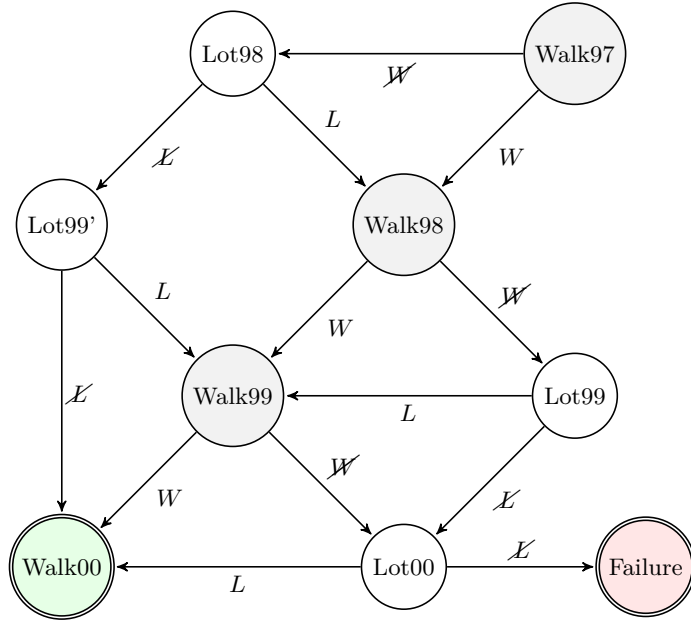 Lot98
Walk97
W̸
L
L̸
W
Lot99'
Walk98
L
W
W̸
L̸
Walk99
Lot99
L
W
W̸
L̸
Walk00
Lot00
L̸
Failure
L